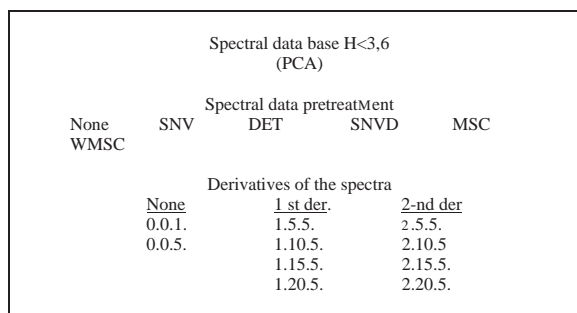 Spectral data base H<3,6
(PCA)
Spectral data pretreatMent
None SNV DET SNVD MSC
WMSC
Derivatives of the spectra
None 1 st der. 2-nd der
0.0.1. 1.5.5. 2.5.5.
0.0.5. 1.10.5. 2.10.5
1.15.5. 2.15.5.
1.20.5. 2.20.5.